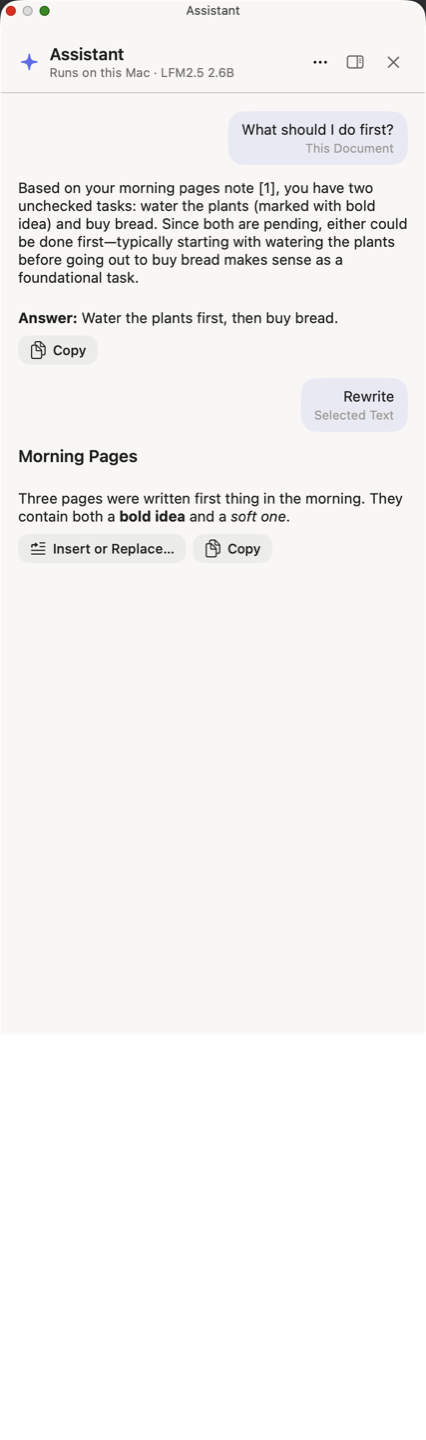 Assistant
Assistant
Runs on this Mac · LFM2.5 2.6B
What should I do first?
This Document
Based on your morning pages note [1], you have two
unchecked tasks: water the plants (marked with bold
idea) and buy bread. Since both are pending, either could
be done first—typically starting with watering the plants
before going out to buy bread makes sense as a
foundational task.
Answer: Water the plants first, then buy bread.
Copy
Rewrite
Selected Text
Morning Pages
Three pages were written first thing in the morning. They
contain both a bold idea and a soft one.
Insert or Replace... Copy